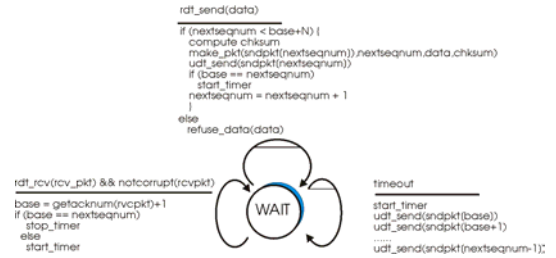 rdt_send(data)
if (nextseqnum < base+N) {
compute chksum
make_pkt(sndpkt(nextseqnum)),nextseqnum,data,chksum)
udt_send(sndpkt(nextseqnum))
if (base == nextseqnum)
start_timer
nextseqnum = nextseqnum + 1
}
else
refuse_data(data)
rdt_rcv(rcv_pkt) && notcorrupt(rcvpkt)
base = getacknum(rcvpkt)+1
if (base == nextseqnum)
stop_timer
else
start_timer
WAIT
timeout
start_timer
udt_send(sndpkt(base))
udt_send(sndpkt(base+1)
......
udt_send(sndpkt(nextseqnum-1))